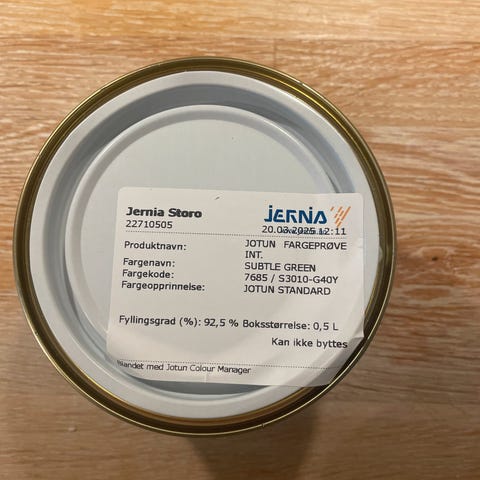 Jernia Storo
22710505
JERNIA
20.03.2025 12:11
Produktnavn: JOTUN FARGEPRØVE
INT.
Fargenavn: SUBTLE GREEN
Fargekode: 7685 / S3010-G40Y
Fargeopprinnelse: JOTUN STANDARD
Fyllingsgrad (%): 92,5 % Boksstørrelse: 0,5 L
Kan ikke byttes
Blandet med Jotun Colour Manager